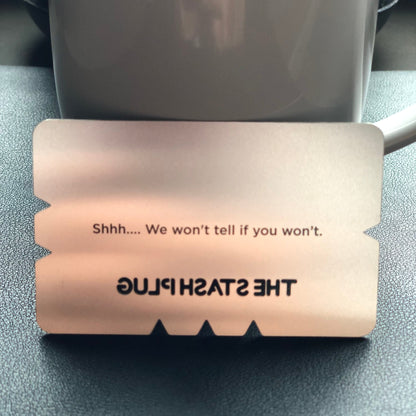 Shhh.... We won't tell if you won't.
THE STASH PLUG